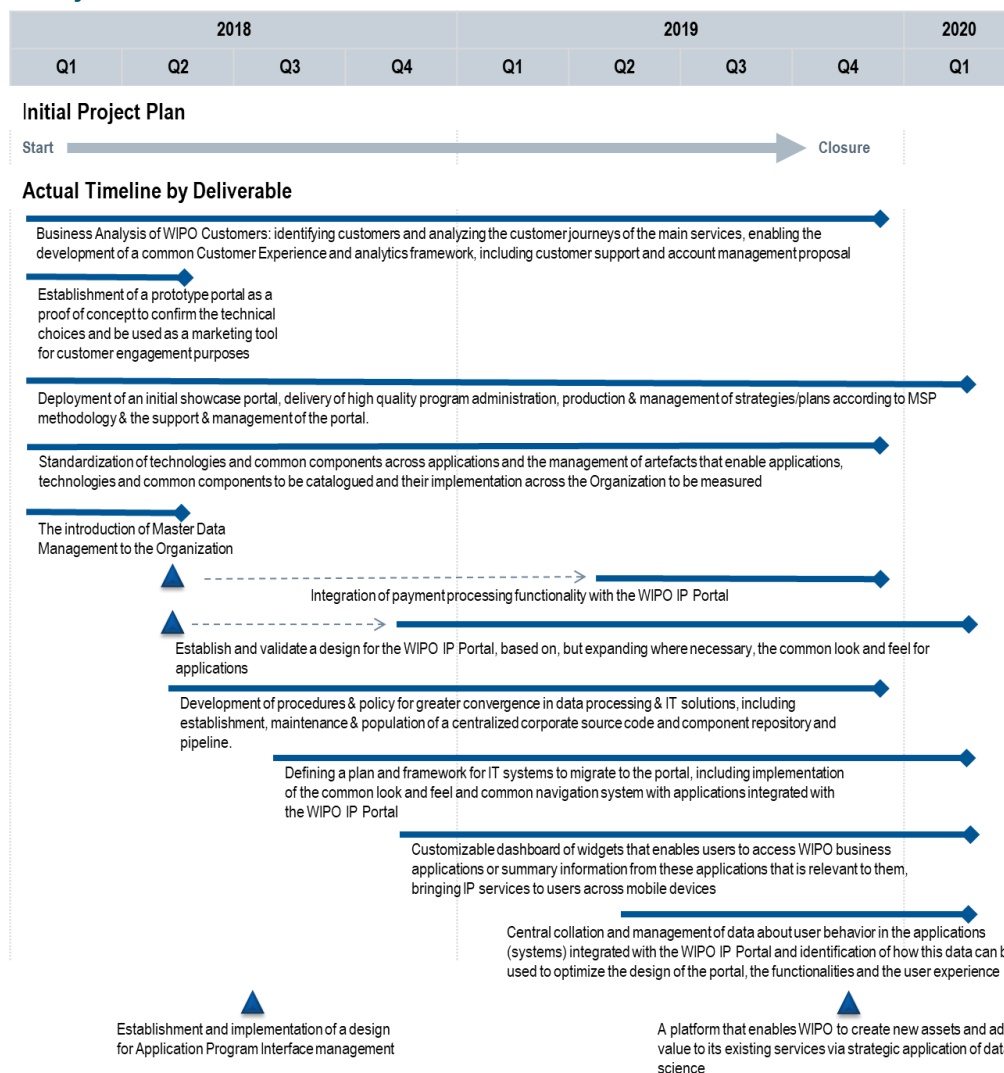 2018 2019 2020
Q1 Q2 Q3 Q4 Q1 Q2 Q3 Q4 Q1
Initial Project Plan
Start Closure
Actual Timeline by Deliverable
Business Analysis of WIPO Customers: identifying customers and analyzing the customer journeys of the main services, enabling the
development of a common Customer Experience and analytics framework, including customer support and account management proposal
Establishment of a prototype portal as a
proof of concept to confirm the technical
choices and be used as a marketing tool
for customer engagement purposes
Deployment of an initial showcase portal, delivery of high quality program administration, production & management of strategies/plans according to MSP
methodology & the support & management of the portal.
Standardization of technologies and common components across applications and the management of artefacts that enable applications,
technologies and common components to be catalogued and their implementation across the Organization to be measured
The introduction of Master Data
Management to the Organization
Integration of payment processing functionality with the WIPO IP Portal
Establish and validate a design for the WIPO IP Portal, based on, but expanding where necessary, the common look and feel for
applications
Development of procedures & policy for greater convergence in data processing & IT solutions, including
establishment, maintenance & population of a centralized corporate source code and component repository and
pipeline.
Defining a plan and framework for IT systems to migrate to the portal, including implementation
of the common look and feel and common navigation system with applications integrated with
the WIPO IP Portal
Customizable dashboard of widgets that enables users to access WIPO business
applications or summary information from these applications that is relevant to them,
bringing IP services to users across mobile devices
Central collation and management of data about user behavior in the applications
(systems) integrated with the WIPO IP Portal and identification of how this data can
used to optimize the design of the portal, the functionalities and the user experience
Establishment and implementation of a design
for Application Program Interface management
A platform that enables WIPO to create new assets and
value to its existing services via strategic application of
science